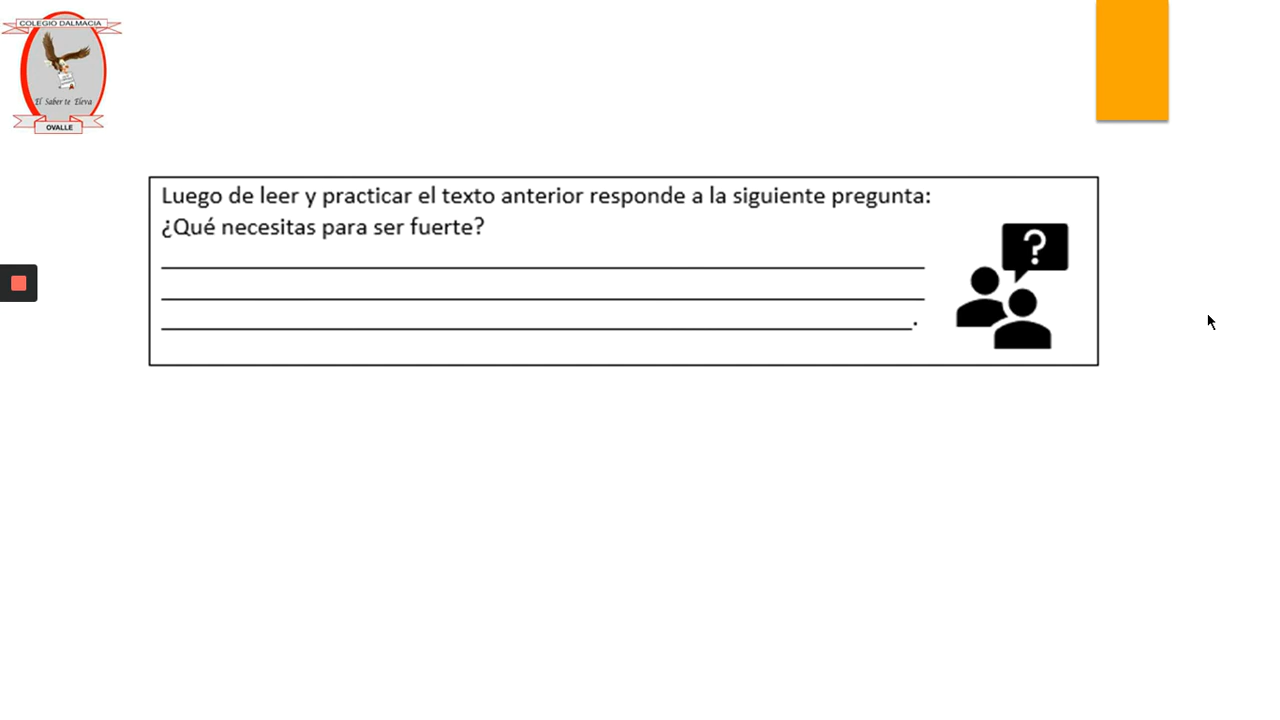 COLEGIO DALMACIA
El Saber te Eleva
OVALLE
Luego de leer y practicar el texto anterior responde a la siguiente pregunta:
¿Qué necesitas para ser fuerte?
?
.